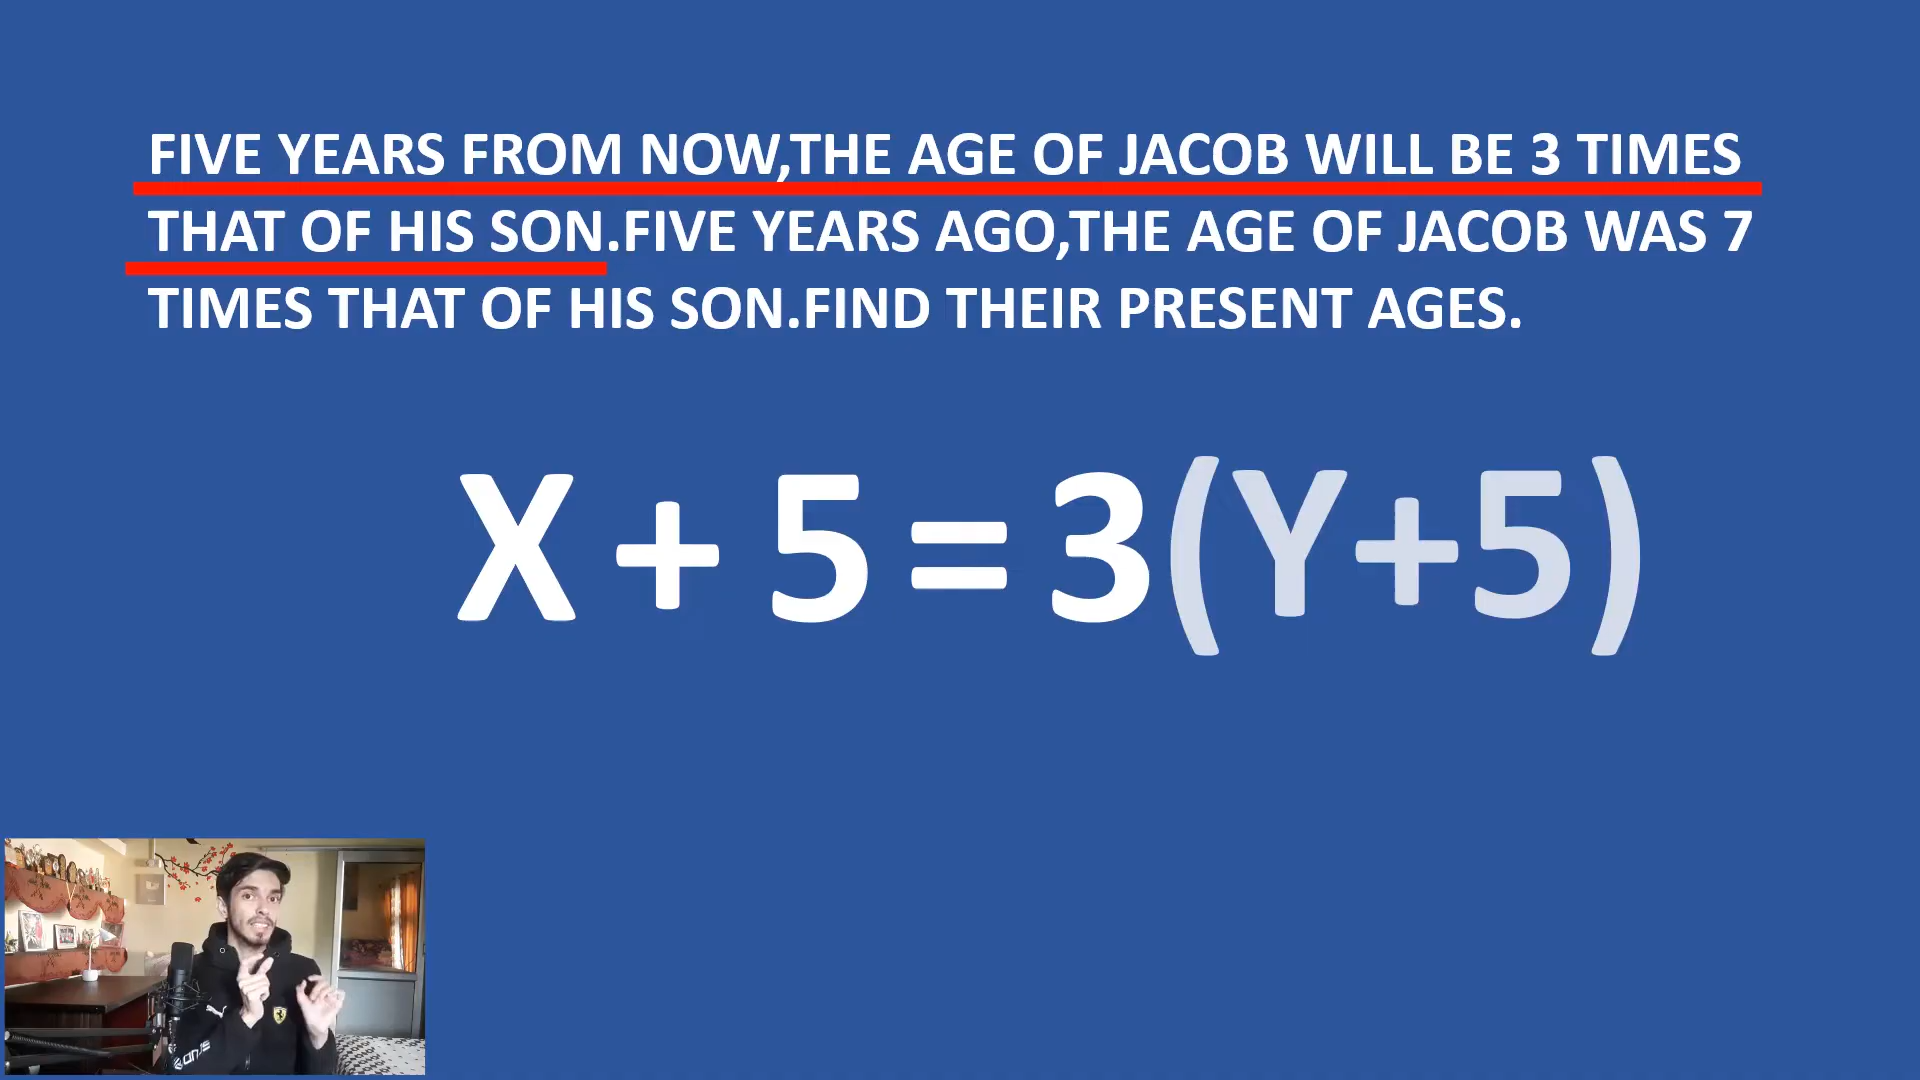 FIVE YEARS FROM NOW,THE AGE OF JACOB WILL BE 3 TIMES
THAT OF HIS SON.FIVE YEARS AGO,THE AGE OF JACOB WAS 7
TIMES THAT OF HIS SON.FIND THEIR PRESENT AGES.
X + 5 = 3(Y+5)